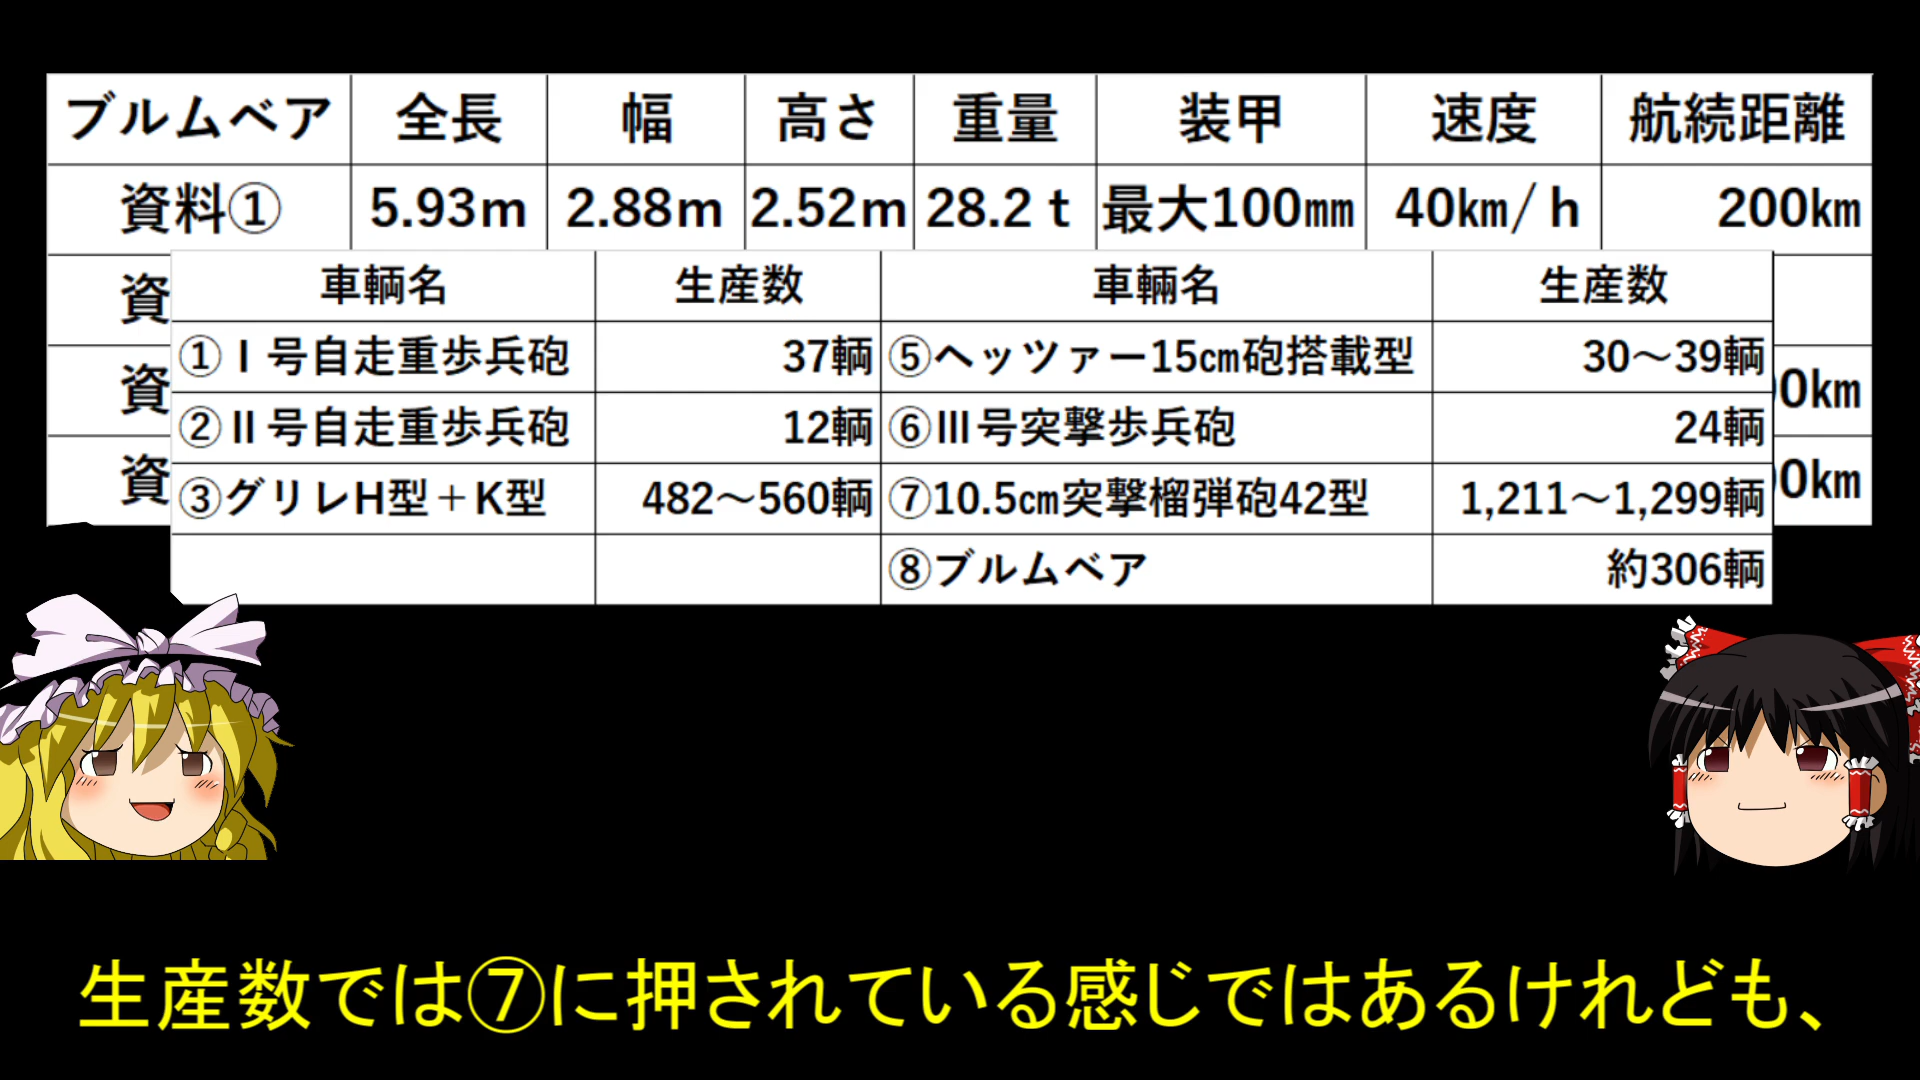 ブルムベア 全長 幅 高さ 重量 装甲 速度 航続距離
資料① 5.93m 2.88m 2.52m 28.2ｔ 最大100㎜ 40㎞/ｈ 200㎞
資
資 0㎞
資 0㎞
車輌名 生産数 車輛名 生産数
①Ⅰ号自走重歩兵砲 37輌 ⑤ヘッツァー15㎝砲搭載型 30～39輌
②Ⅱ号自走重歩兵砲 12輌 ⑥Ⅲ号突撃歩兵砲 24輌
③グリレH型＋K型 482～560輌 ⑦10.5㎝突撃榴弾砲42型 1,211～1,299輌
⑧ブルムベア 約306輌
生産数では⑦に押されている感じではあるけれども、